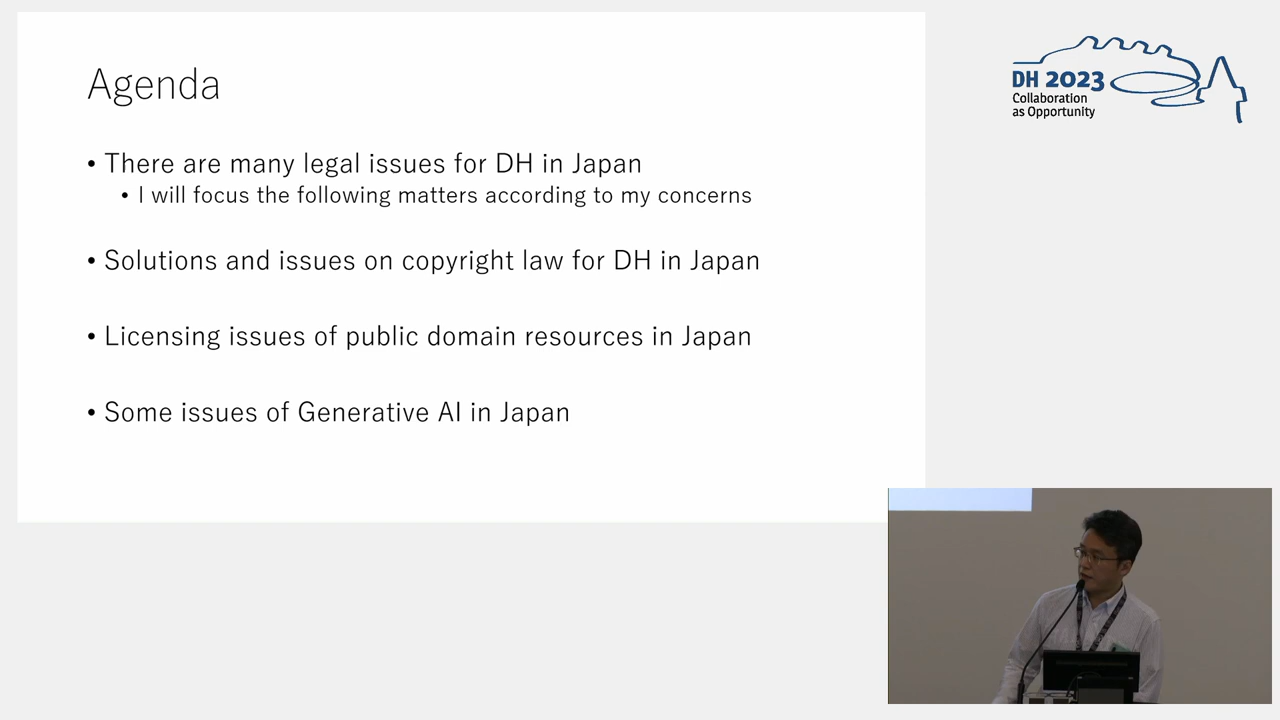 Agenda
• There are many legal issues for DH in Japan
• I will focus the following matters according to my concerns
• Solutions and issues on copyright law for DH in Japan
• Licensing issues of public domain resources in Japan
• Some issues of Generative AI in Japan
DH 2023
Collaboration
as Opportunity